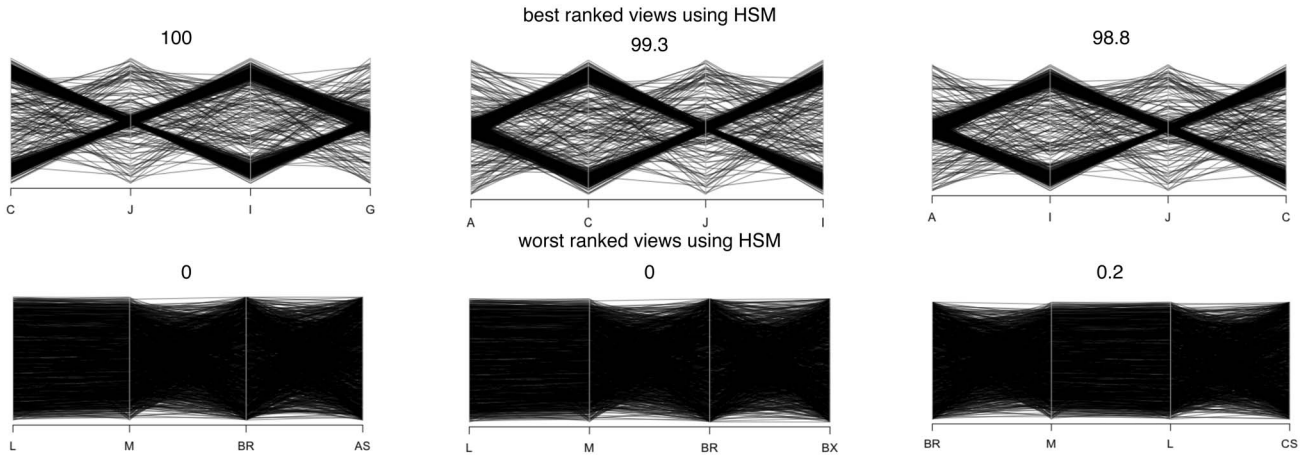 best ranked views using HSM
100 99.3 98.8
C J I G A C J I A I J C
worst ranked views using HSM
0 0 0.2
L M BR AS L M BR BX BR M L CS